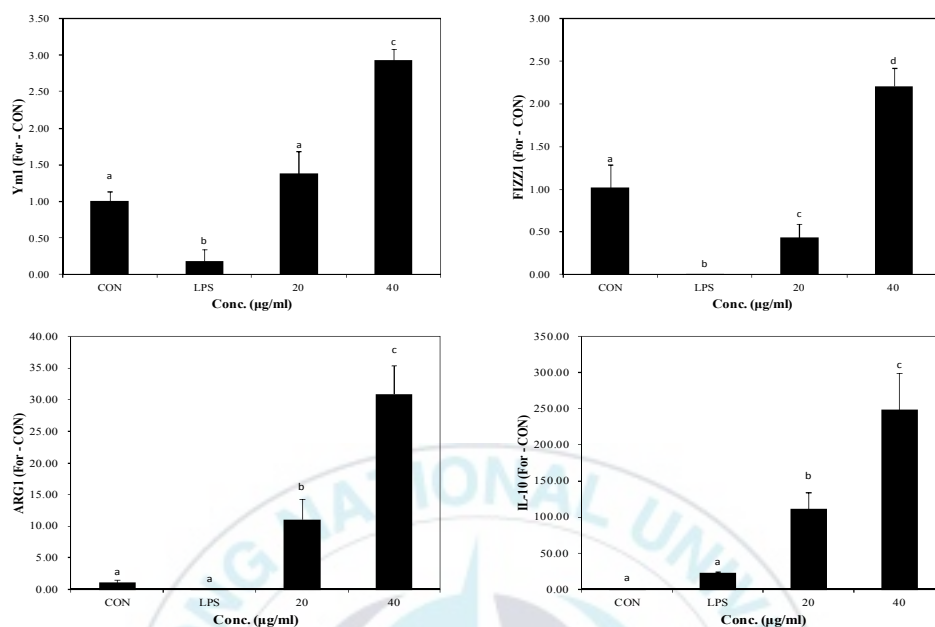 3.50
3.00
2.50
2.00
1.50
1.00
0.50
0.00
Ym1 (For - CON)
a
b
a
c
CON LPS 20 40
Conc. (µg/ml)
3.00
2.50
2.00
1.50
1.00
0.50
0.00
FIZZ1 (For - CON)
a
b
c
d
CON LPS 20 40
Conc. (µg/ml)
40.00
35.00
30.00
25.00
20.00
15.00
10.00
5.00
0.00
ARG1 (For - CON)
a
a
b
c
CON LPS 20 40
Conc. (µg/ml)
350.00
300.00
250.00
200.00
150.00
100.00
50.00
0.00
IL-10 (For - CON)
a
a
b
c
CON LPS 20 40
Conc. (µg/ml)
NG NATIONAL UNIV